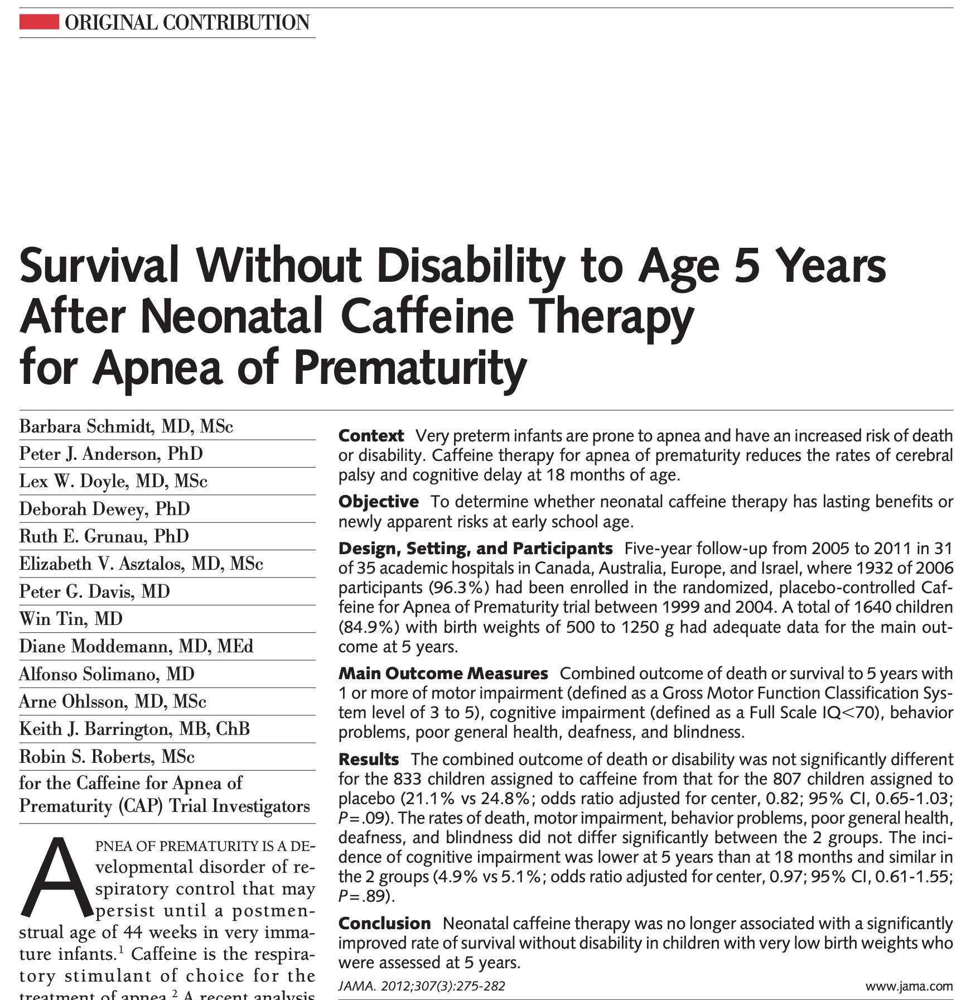 ORIGINAL CONTRIBUTION
Survival Without Disability to Age 5 Years
After Neonatal Caffeine Therapy
for Apnea of Prematurity
Barbara Schmidt, MD, MSc
Peter J. Anderson, PhD
Lex W. Doyle, MD, MSc
Deborah Dewey, PhD
Ruth E. Grunau, PhD
Elizabeth V. Asztalos, MD, MSc
Peter G. Davis, MD
Win Tin, MD
Diane Moddemann, MD, MEd
Alfonso Solimano, MD
Arne Ohlsson, MD, MSc
Keith J. Barrington, MB, ChB
Robin S. Roberts, MSc
for the Caffeine for Apnea of
Prematurity (CAP) Trial Investigators
APNEA OF PREMATURITY IS A DE-
velopmental disorder of re-
spiratory control that may
persist until a postmen-
strual age of 44 weeks in very imma-
ture infants.1 Caffeine is the respira-
tory stimulant of choice for the
treatment of apnea.2 A recent analysis
Context Very preterm infants are prone to apnea and have an increased risk of death
or disability. Caffeine therapy for apnea of prematurity reduces the rates of cerebral
palsy and cognitive delay at 18 months of age.
Objective To determine whether neonatal caffeine therapy has lasting benefits or
newly apparent risks at early school age.
Design, Setting, and Participants Five-year follow-up from 2005 to 2011 in 31
of 35 academic hospitals in Canada, Australia, Europe, and Israel, where 1932 of 2006
participants (96.3%) had been enrolled in the randomized, placebo-controlled Caf-
feine for Apnea of Prematurity trial between 1999 and 2004. A total of 1640 children
(84.9%) with birth weights of 500 to 1250 g had adequate data for the main out-
come at 5 years.
Main Outcome Measures Combined outcome of death or survival to 5 years with
1 or more of motor impairment (defined as a Gross Motor Function Classification Sys-
tem level of 3 to 5), cognitive impairment (defined as a Full Scale IQ<70), behavior
problems, poor general health, deafness, and blindness.
Results The combined outcome of death or disability was not significantly different
for the 833 children assigned to caffeine from that for the 807 children assigned to
placebo (21.1% vs 24.8%; odds ratio adjusted for center, 0.82; 95% CI, 0.65-1.03;
P=.09). The rates of death, motor impairment, behavior problems, poor general health,
deafness, and blindness did not differ significantly between the 2 groups. The inci-
dence of cognitive impairment was lower at 5 years than at 18 months and similar in
the 2 groups (4.9% vs 5.1%; odds ratio adjusted for center, 0.97; 95% CI, 0.61-1.55;
P=.89).
Conclusion Neonatal caffeine therapy was no longer associated with a significantly
improved rate of survival without disability in children with very low birth weights who
were assessed at 5 years.
JAMA. 2012;307(3):275-282 www.jama.com